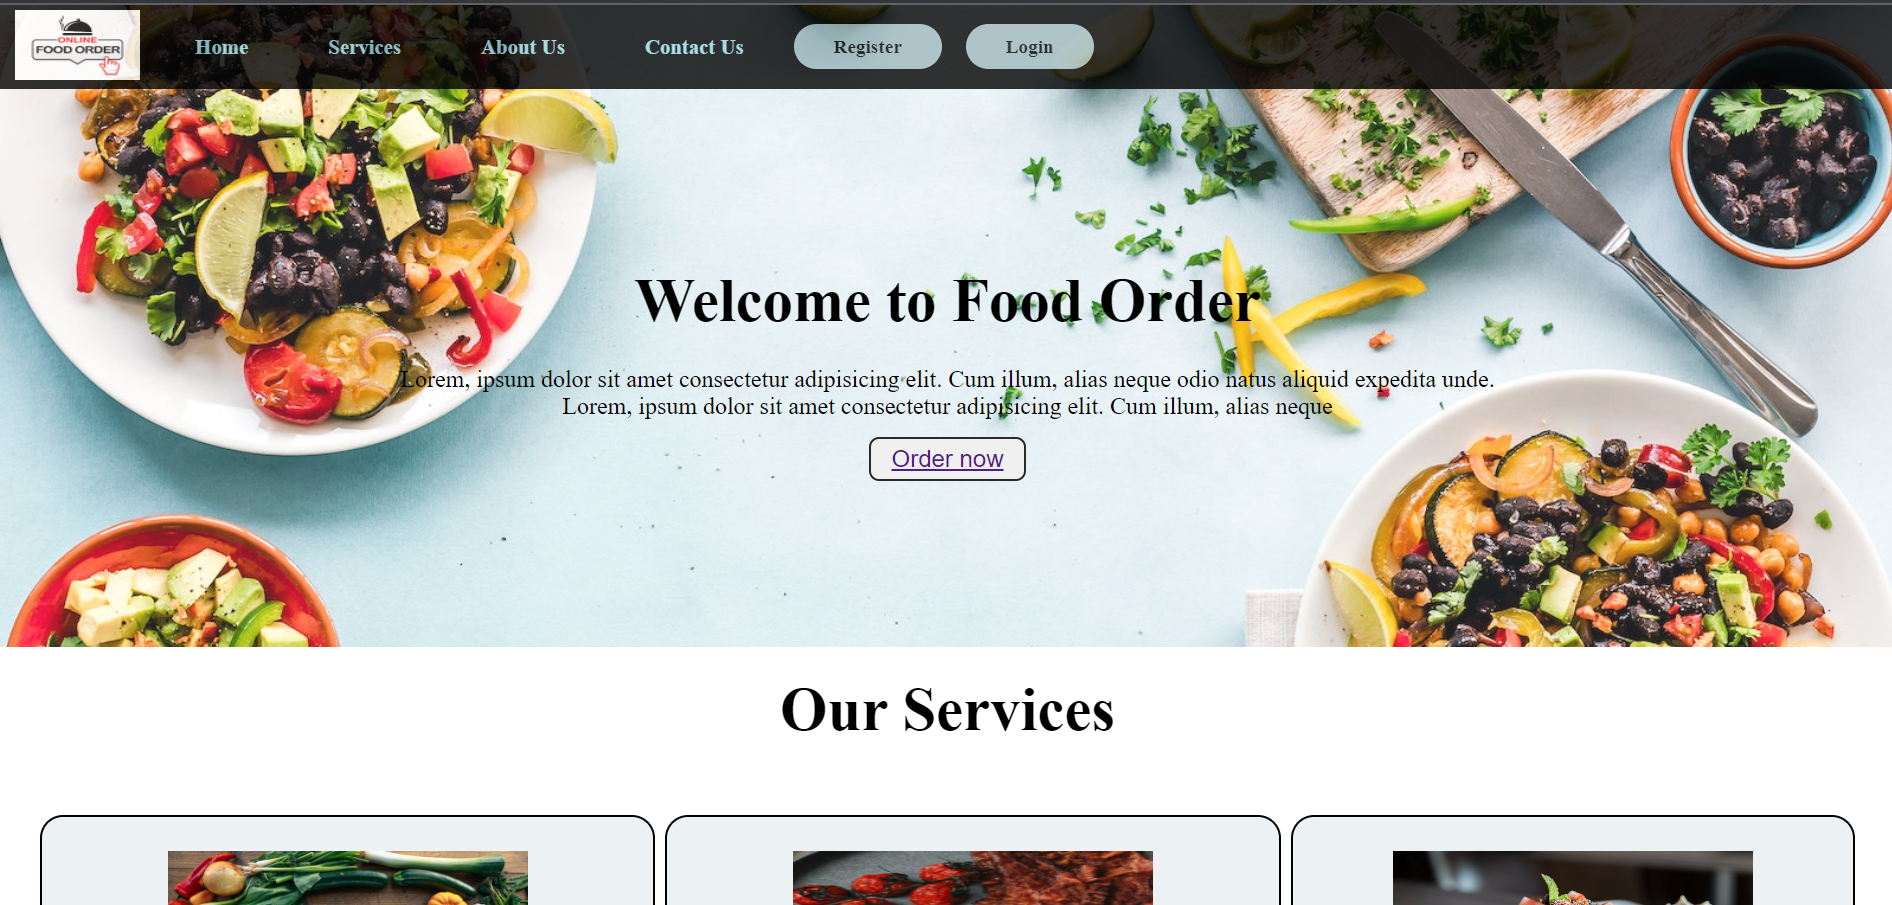 ONLINE
FOOD ORDER
Home Services About Us Contact Us Register Login
Welcome to Food Order
Lorem, ipsum dolor sit amet consectetur adipisicing elit. Cum illum, alias neque odio natus aliquid expedita unde.
Lorem, ipsum dolor sit amet consectetur adipisicing elit. Cum illum, alias neque
Order now
Our Services